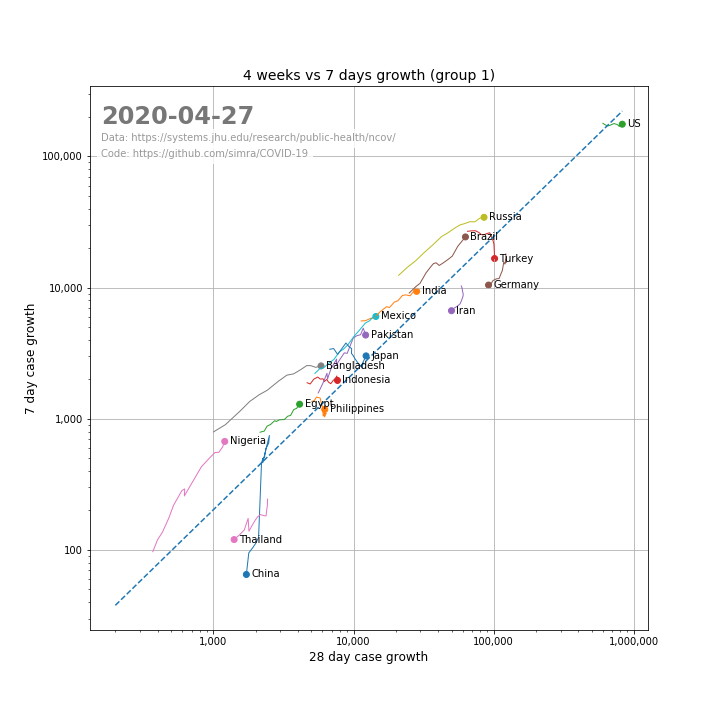 4 weeks vs 7 days growth (group 1)
2020-04-27
Data: https://systems.jhu.edu/research/public-health/ncov/
Code: https://github.com/simra/COVID-19
US
100,000
Russia
Brazil
Turkey
Germany
10,000
India
Iran
Mexico
Pakistan
Japan
Bangladesh
Indonesia
Egypt
Philippines
1,000
Nigeria
Thailand
100
China
7 day case growth
1,000
10,000
100,000
1,000,000
28 day case growth